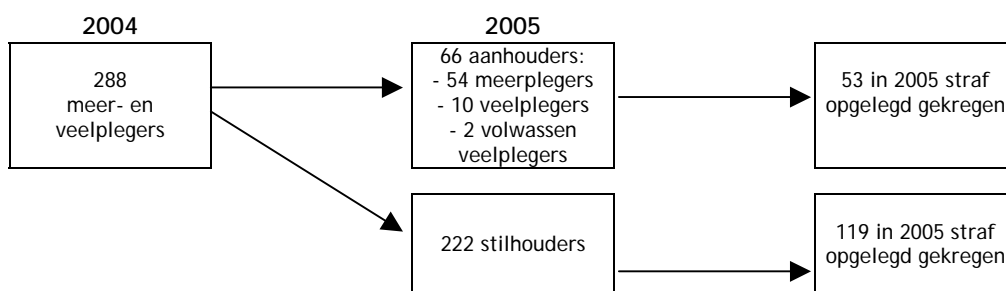 2004
2005
288
meer- en
veelplegers
66 aanhouders:
- 54 meerplegers
- 10 veelplegers
- 2 volwassen
veelplegers
53 in 2005 straf
opgelegd gekregen
222 stilhouders
119 in 2005 straf
opgelegd gekregen